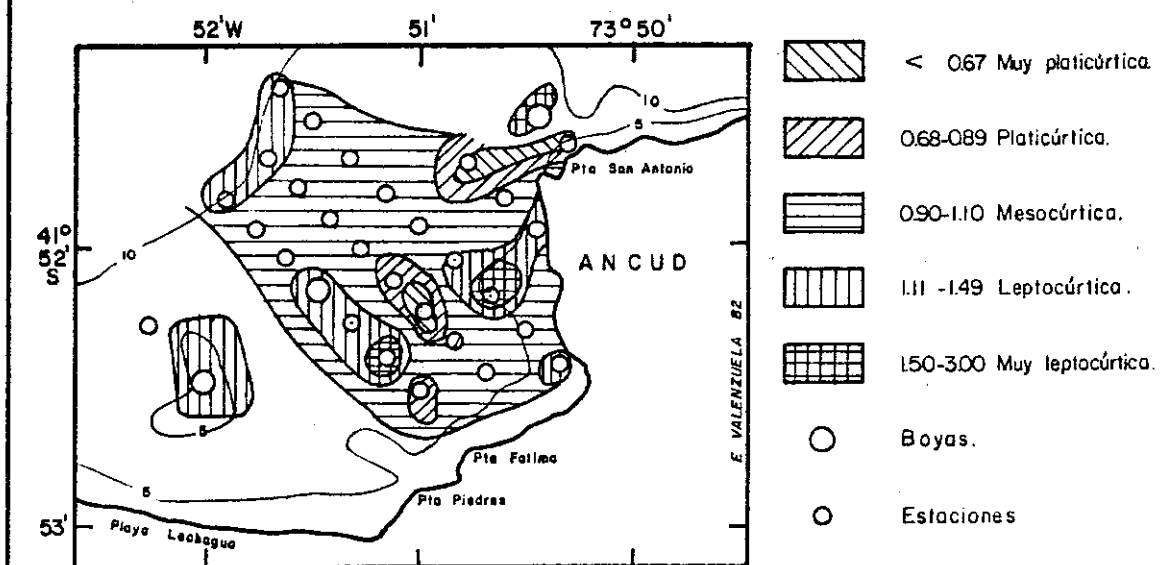 52'W 51' 73°50'
< 0.67 Muy platicúrtica.
0.68-0.89 Platicúrtica.
0.90-1.10 Mesocúrtica.
1.11 -1.49 Leptocúrtica.
1.50-3.00 Muy leptocúrtica.
Boyas.
Estaciones
10
5
Pta San Antonio
41°
52'
S
10
ANCUD
5
E. VALENZUELA 82
Pta Fatima
5
Pta Piedras
53'
Playa Lechagua